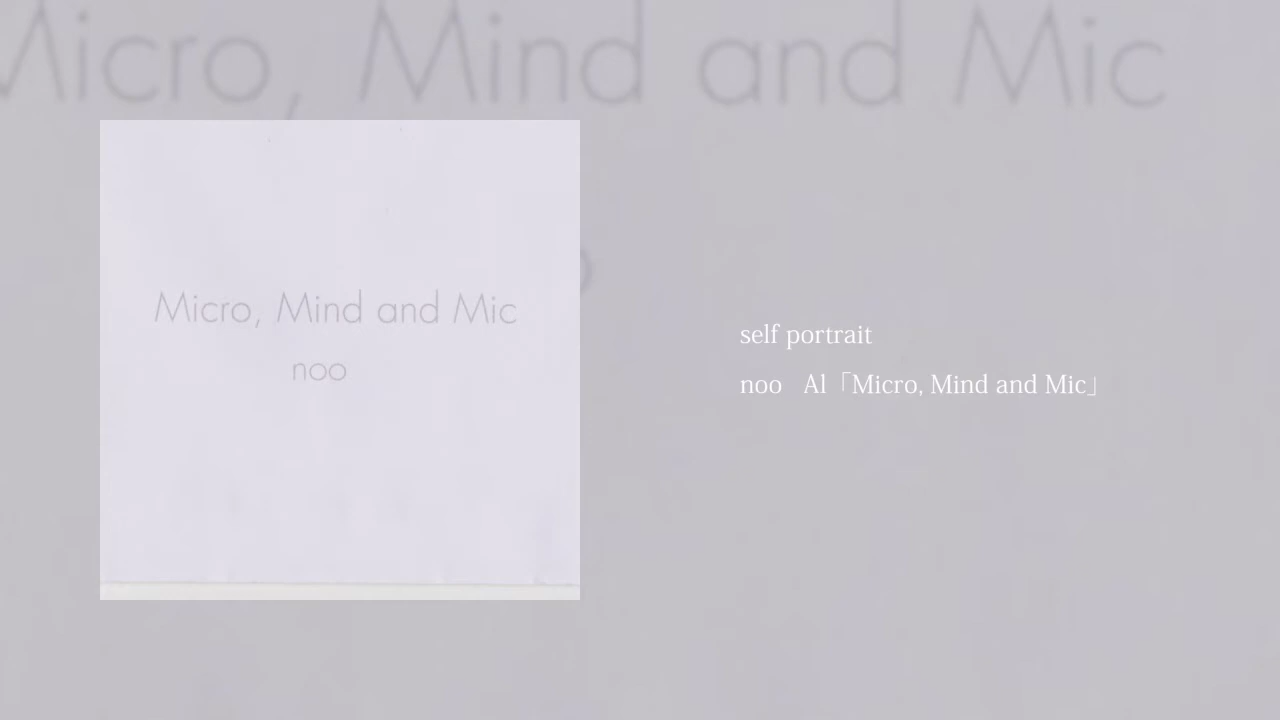 Micro, Mind and Mic
Micro, Mind and Mic
noo
self portrait
noo Al「Micro, Mind and Mic」